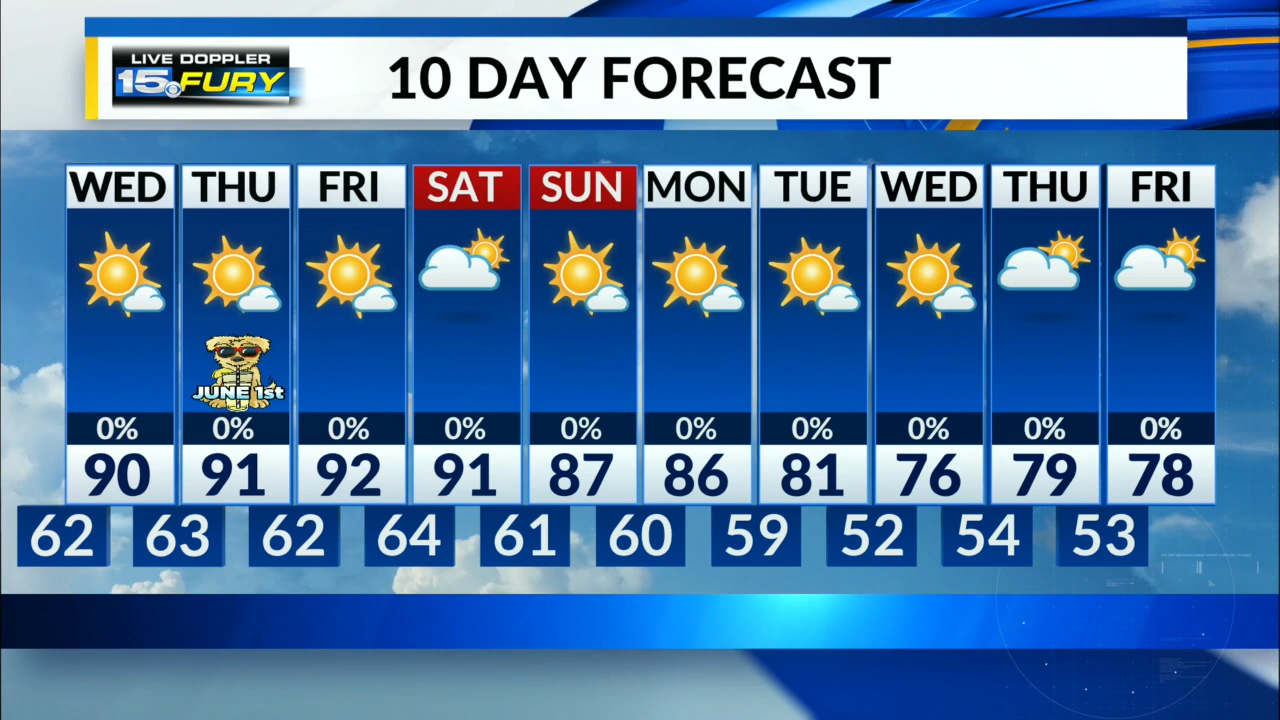 LIVE DOPPLER
15 FURY
10 DAY FORECAST
WED THU FRI SAT SUN MON TUE WED THU FRI
JUNE 1st
0% 0% 0% 0% 0% 0% 0% 0% 0% 0%
90 91 92 91 87 86 81 76 79 78
62 63 62 64 61 60 59 52 54 53